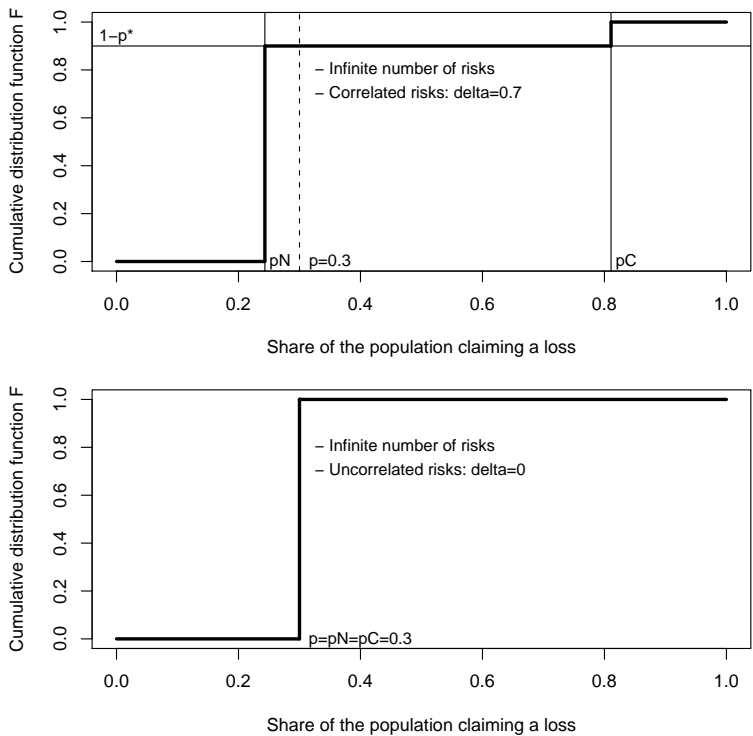 Cumulative distribution function F
1.0
0.8
0.6
0.4
0.2
0.0
1−p*
− Infinite number of risks
− Correlated risks: delta=0.7
pN
p=0.3
pC
0.0 0.2 0.4 0.6 0.8 1.0
Share of the population claiming a loss
Cumulative distribution function F
1.0
0.8
0.6
0.4
0.2
0.0
− Infinite number of risks
− Uncorrelated risks: delta=0
p=pN=pC=0.3
0.0 0.2 0.4 0.6 0.8 1.0
Share of the population claiming a loss